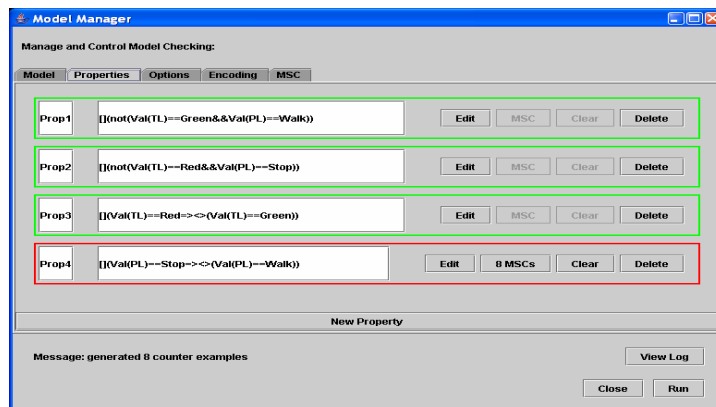 Model Manager
Manage and Control Model Checking:
Model Properties Options Encoding MSC
Prop1 [](not(Val(TL)==Green&&Val(PL)==Walk)) Edit MSC Clear Delete
Prop2 [](not(Val(TL)==Red&&Val(PL)==Stop)) Edit MSC Clear Delete
Prop3 [](Val(TL)==Red=><>(Val(TL)==Green)) Edit MSC Clear Delete
Prop4 [](Val(PL)==Stop=><>(Val(PL)==Walk)) Edit 8 MSCs Clear Delete
New Property
Message: generated 8 counter examples View Log
Close Run